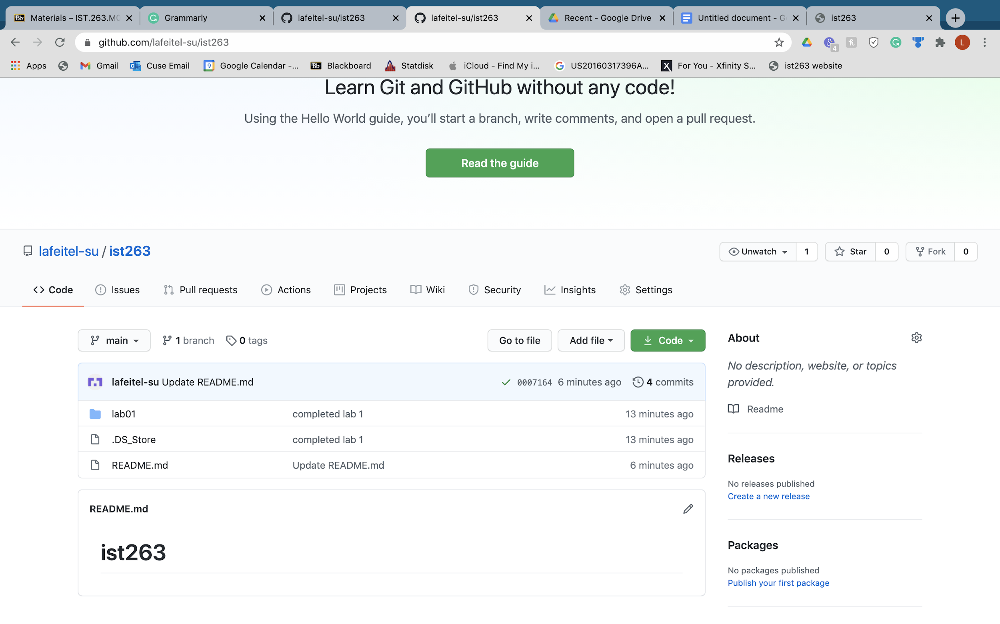 Materials – IST.263.M0
Grammarly
lafeitel-su/ist263
lafeitel-su/ist263
Recent - Google Drive
Untitled document - G
ist263
github.com/lafeitel-su/ist263
4
L
Apps
Gmail
Cuse Email
9
Google Calendar -...
Bb
Blackboard
Statdisk
iCloud - Find My i...
US20160317396A...
X
For You - Xfinity S...
ist263 website
Learn Git and GitHub without any code!
Using the Hello World guide, you’ll start a branch, write comments, and open a pull request.
Read the guide
lafeitel-su / ist263
Unwatch 1
Star 0
Fork 0
Code
Issues
Pull requests
Actions
Projects
Wiki
Security
Insights
Settings
main
1 branch
0 tags
Go to file
Add file
Code
lafeitel-su Update README.md
0007164 6 minutes ago
4 commits
lab01 completed lab 1 13 minutes ago
.DS_Store completed lab 1 13 minutes ago
README.md Update README.md 6 minutes ago
README.md
ist263
About
No description, website, or topics
provided.
Readme
Releases
No releases published
Create a new release
Packages
No packages published
Publish your first package